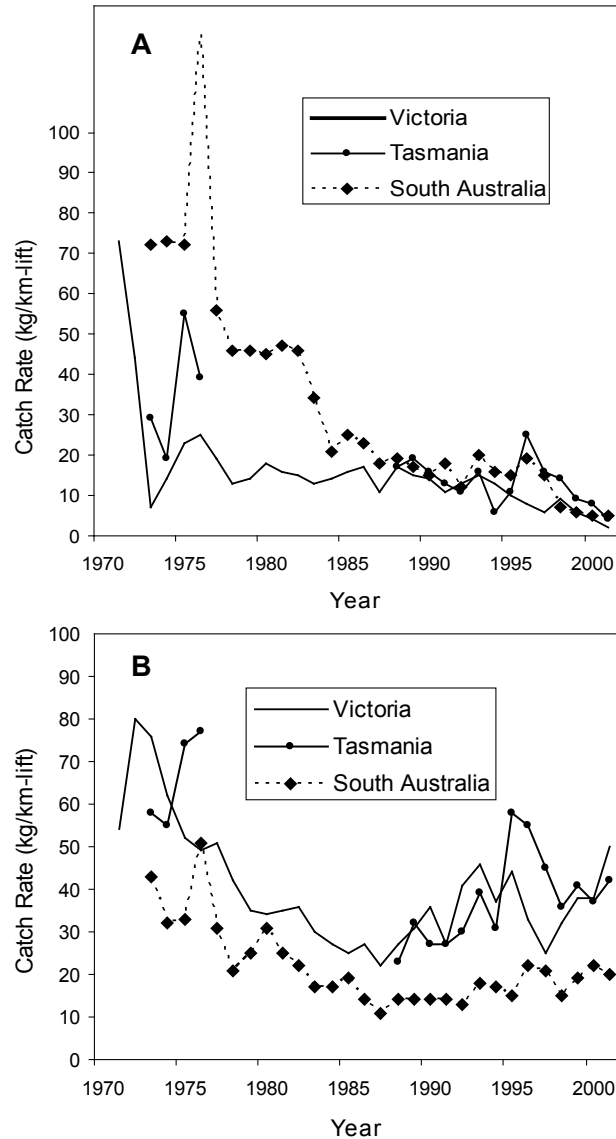 A
Victoria
Tasmania
South Australia
Catch Rate (kg/km-lift)
100
90
80
70
60
50
40
30
20
10
0
1970 1975 1980 1985 1990 1995 2000
Year
B
Victoria
Tasmania
South Australia
Catch Rate (kg/km-lift)
100
90
80
70
60
50
40
30
20
10
0
1970 1975 1980 1985 1990 1995 2000
Year